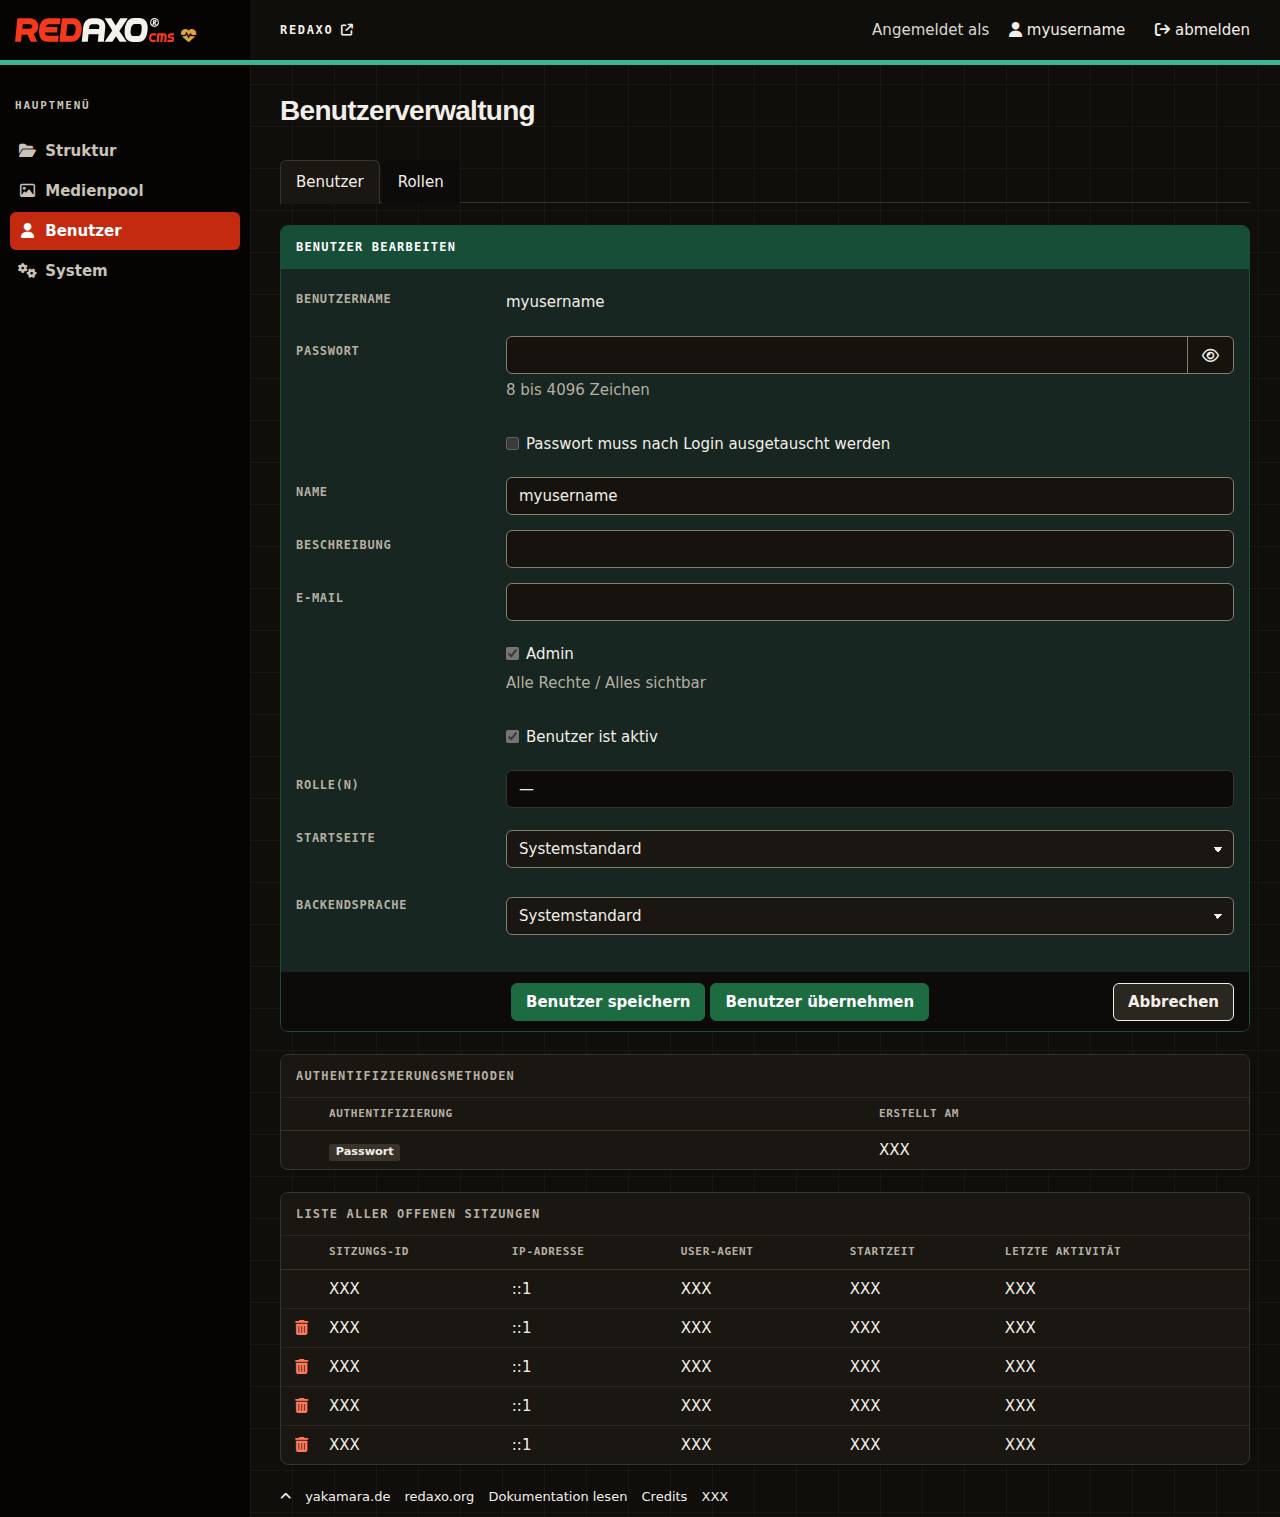 REDAXO® cms
REDAXO
Angemeldet als myusername abmelden
HAUPTMENÜ
Struktur
Medienpool
Benutzer
System
Benutzerverwaltung
Benutzer Rollen
BENUTZER BEARBEITEN
BENUTZERNAME myusername
PASSWORT
8 bis 4096 Zeichen
Passwort muss nach Login ausgetauscht werden
NAME myusername
BESCHREIBUNG
E-MAIL
Admin
Alle Rechte / Alles sichtbar
Benutzer ist aktiv
ROLLE(N) —
STARTSEITE Systemstandard
BACKENDSPRACHE Systemstandard
Benutzer speichern Benutzer übernehmen Abbrechen
AUTHENTIFIZIERUNGSMETHODEN
AUTHENTIFIZIERUNG ERSTELLT AM
Passwort XXX
LISTE ALLER OFFENEN SITZUNGEN
SITZUNGS-ID IP-ADRESSE USER-AGENT STARTZEIT LETZTE AKTIVITÄT
XXX ::1 XXX XXX XXX
XXX ::1 XXX XXX XXX
XXX ::1 XXX XXX XXX
XXX ::1 XXX XXX XXX
XXX ::1 XXX XXX XXX
yakamara.de redaxo.org Dokumentation lesen Credits XXX